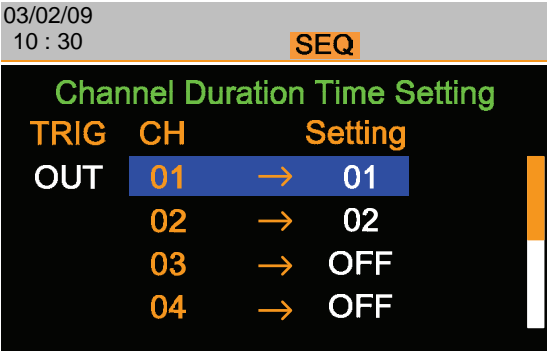 03/02/09
10 : 30
SEQ
Channel Duration Time Setting
TRIG CH Setting
OUT 01 → 01
02 → 02
03 → OFF
04 → OFF